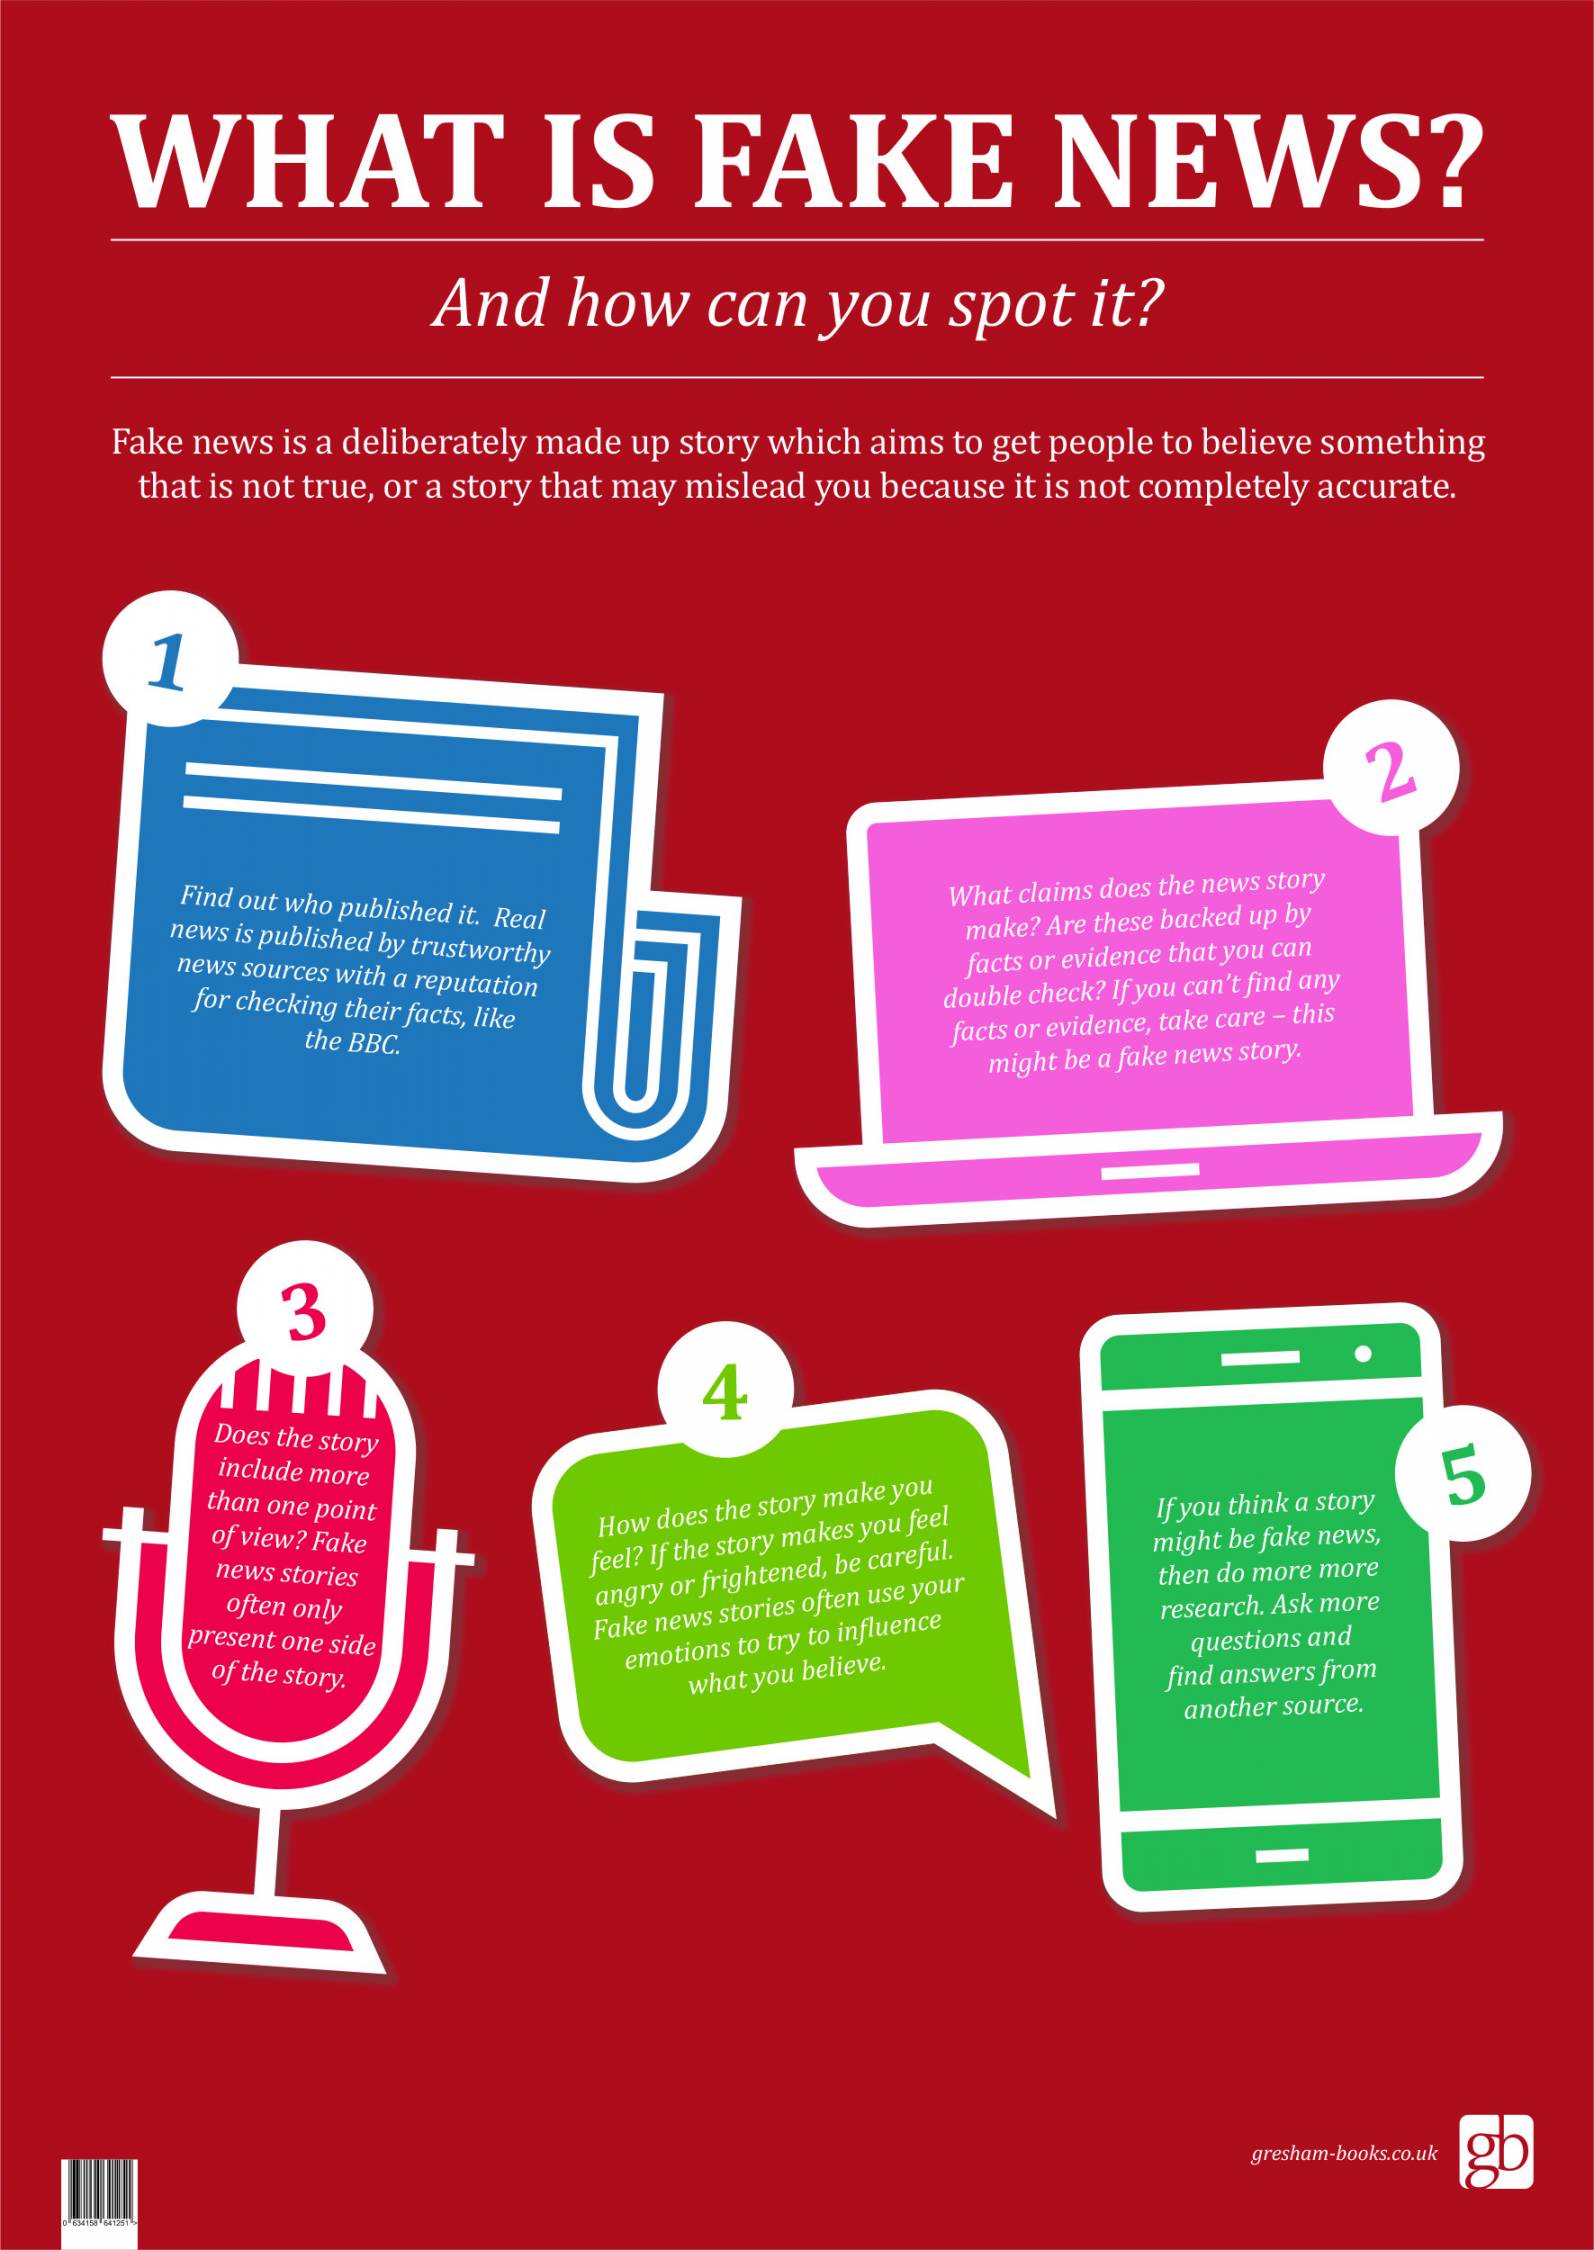 WHAT IS FAKE NEWS?
And how can you spot it?
Fake news is a deliberately made up story which aims to get people to believe something
that is not true, or a story that may mislead you because it is not completely accurate.
1
Find out who published it.  Real
news is published by trustworthy
news sources with a reputation
for checking their facts, like
the BBC.
2
What claims does the news story
make? Are these backed up by
facts or evidence that you can
double check? If you can't find any
facts or evidence, take care – this
might be a fake news story.
3
Does the story
include more
than one point
of view? Fake
news stories
often only
present one side
of the story.
4
How does the story make you
feel? If the story makes you feel
angry or frightened, be careful.
Fake news stories often use your
emotions to try to influence
what you believe.
5
If you think a story
might be fake news,
then do more more
research. Ask more
questions and
find answers from
another source.
gresham-books.co.uk
gb
0 634158 641251 >